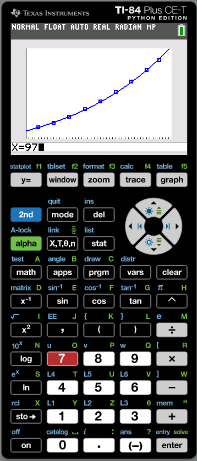 TEXAS INSTRUMENTS TI-84 Plus CE-T
PYTHON EDITION
NORMAL FLOAT AUTO REAL RADIAN MP
X=97
statplot f1 tblset f2 format f3 calc f4 table f5
y= window zoom trace graph
quit ins
2nd mode del
A-lock link θ list
alpha X,T,θ,n stat
test A angle B draw C distr
math apps prgm vars clear
matrix D sin⁻¹ E cos⁻¹ F tan⁻¹ G π H
x⁻¹ sin cos tan ^
√ I EE J { K } L e M
x² , ( ) ÷
10ˣ N u O v P w Q [ R
log 7 8 9 ×
eˣ S L4 T L5 U L6 V ] W
ln 4 5 6 −
rcl X L1 Y L2 Z L3 θ mem "
sto→ 1 2 3 +
off catalog i : ans ? entry solve
on 0 . (−) enter